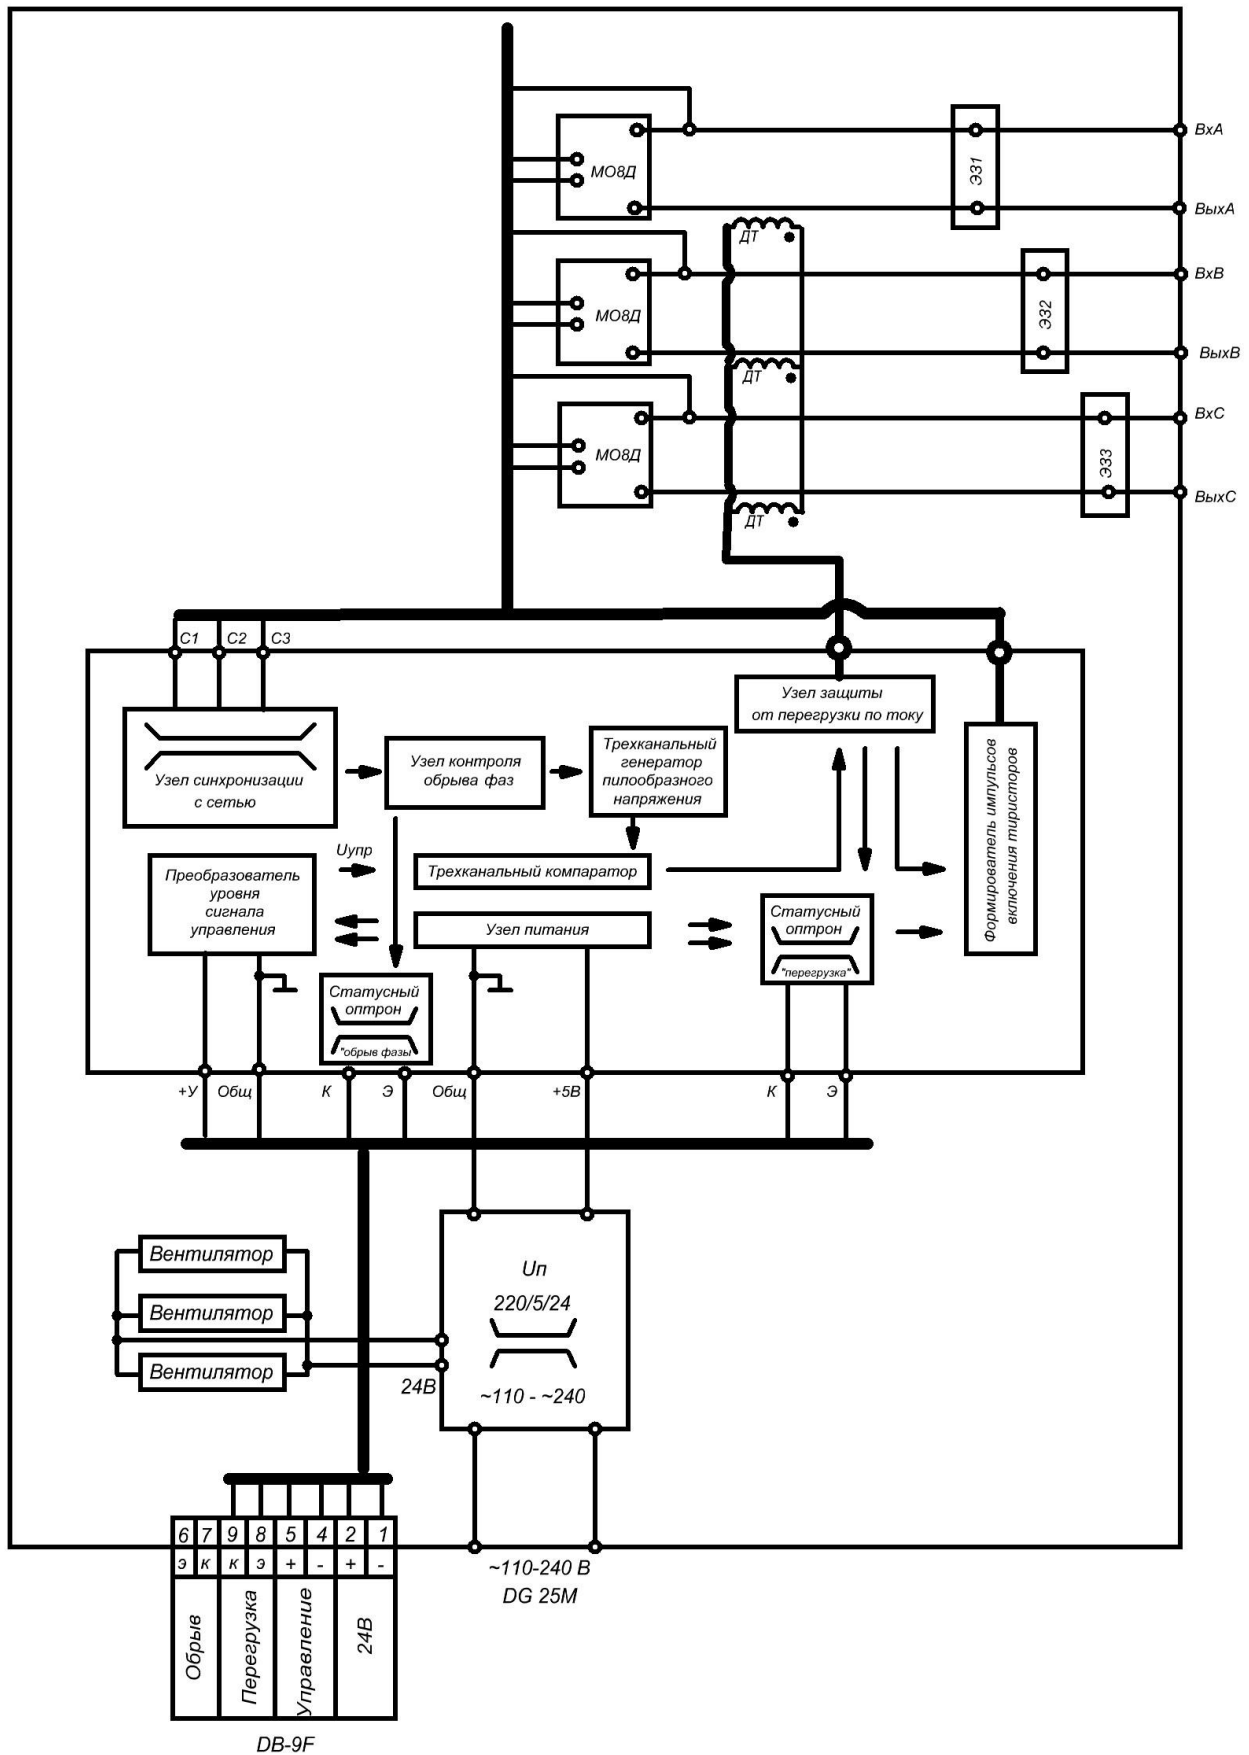 ВхА
МО8Д
ЭЗ1
ВыхА
ДТ
ВхВ
МО8Д
ЭЗ2
ВыхВ
ДТ
ВхС
МО8Д
ЭЗ3
ВыхС
ДТ
С1
С2
С3
Узел защиты
от перегрузки по току
Узел синхронизации
с сетью
Узел контроля
обрыва фаз
Трехканальный
генератор
пилообразного
напряжения
Формирователь импульсов
включения тиристоров
Uупр
Преобразователь
уровня
сигнала
управления
Трехканальный компаратор
Узел питания
Статусный
оптрон
"перегрузка"
Статусный
оптрон
"обрыв фазы
+У
Общ
К
Э
Общ
+5В
К
Э
Вентилятор
Вентилятор
Вентилятор
Uп
220/5/24
24В
~110 - ~240
6 7 9 8 5 4 2 1
э к к э + - + -
Обрыв
Перегрузка
Управление
24В
~110-240 В
DG 25M
DB-9F